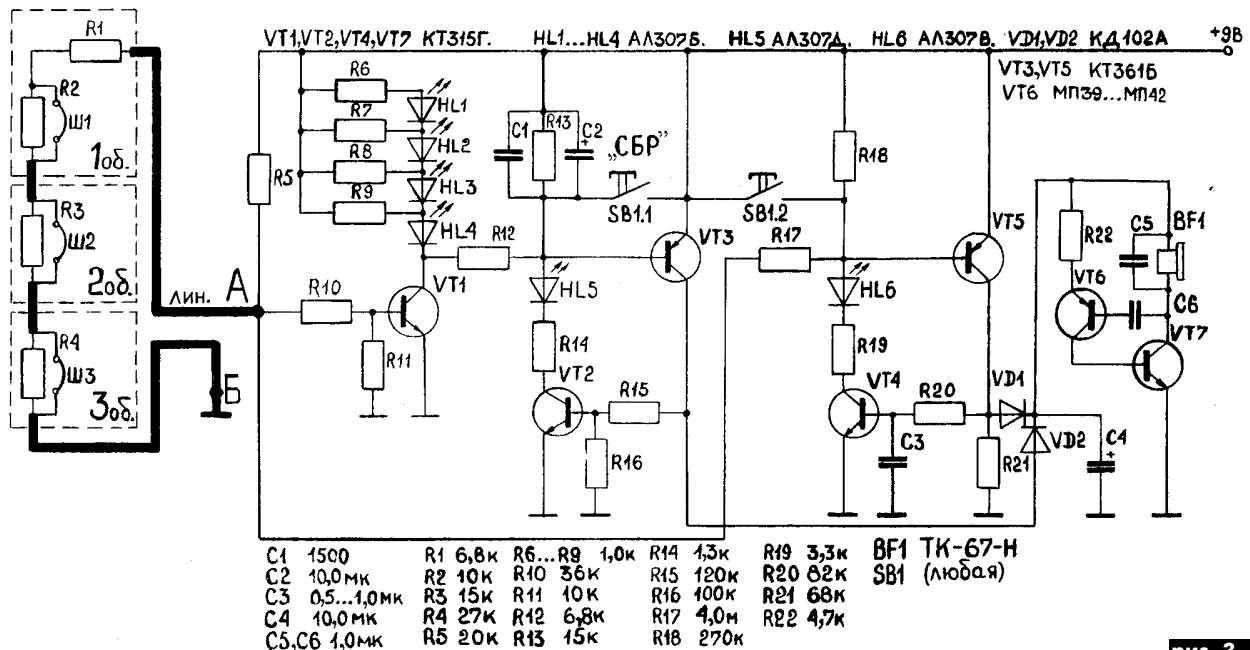 VT1,VT2,VT4,VT7 КТ315Г. HL1...HL4 АЛ307Б. HL5 АЛ307Д. HL6 АЛ307В. VD1,VD2 КД102А +9В
VT3,VT5 КТ361Б
VT6 МП39...МП42
R1
R2
Ш1
1об.
R3
Ш2
2об.
R4
Ш3
3об.
ЛИН.
А
Б
R5
R6
R7
R8
R9
HL1
HL2
HL3
HL4
R10
R11
VT1
R12
C1
R13
C2
+
„СБР”
SB1.1
SB1.2
VT3
HL5
R14
VT2
R15
R16
R17
R18
HL6
R19
VT4
R20
C3
VT5
R21
VD1
VD2
C4
+
R22
C5
BF1
VT6
C6
VT7
C1 1500
C2 10,0мк
C3 0,5...1,0мк
C4 10,0мк
C5,C6 1,0мк
R1 6,8к
R2 10к
R3 15к
R4 27к
R5 20к
R6...R9 1,0к
R10 36к
R11 10к
R12 6,8к
R13 15к
R14 1,3к
R15 120к
R16 100к
R17 4,0м
R18 270к
R19 3,3к
R20 82к
R21 68к
R22 4,7к
BF1 ТК-67-Н
SB1 (любая)